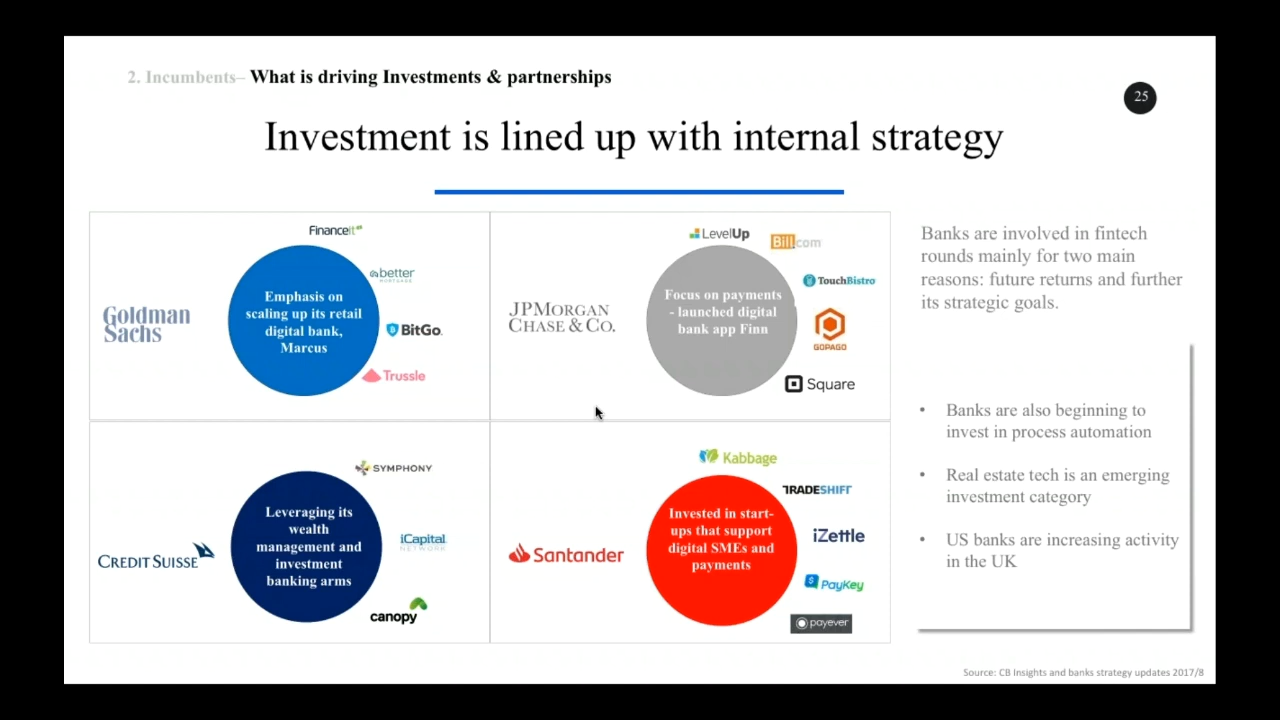 2. Incumbents– What is driving Investments & partnerships
25
Investment is lined up with internal strategy
Goldman
Sachs
Emphasis on
scaling up its retail
digital bank,
Marcus
Financeit
better
MORTGAGE
BitGo.
Trussle
JPMORGAN
CHASE & CO.
Focus on payments
- launched digital
bank app Finn
LevelUp
Bill.com
TouchBistro
GOPAGO
Square
CREDIT SUISSE
Leveraging its
wealth
management and
investment
banking arms
SYMPHONY
iCapital
NETWORK
canopy
Santander
Invested in start-
ups that support
digital SMEs and
payments
Kabbage
TRADESHIFT
iZettle
PayKey
payever
Banks are involved in fintech
rounds mainly for two main
reasons: future returns and further
its strategic goals.
• Banks are also beginning to
invest in process automation
• Real estate tech is an emerging
investment category
• US banks are increasing activity
in the UK
Source: CB Insights and banks strategy updates 2017/8